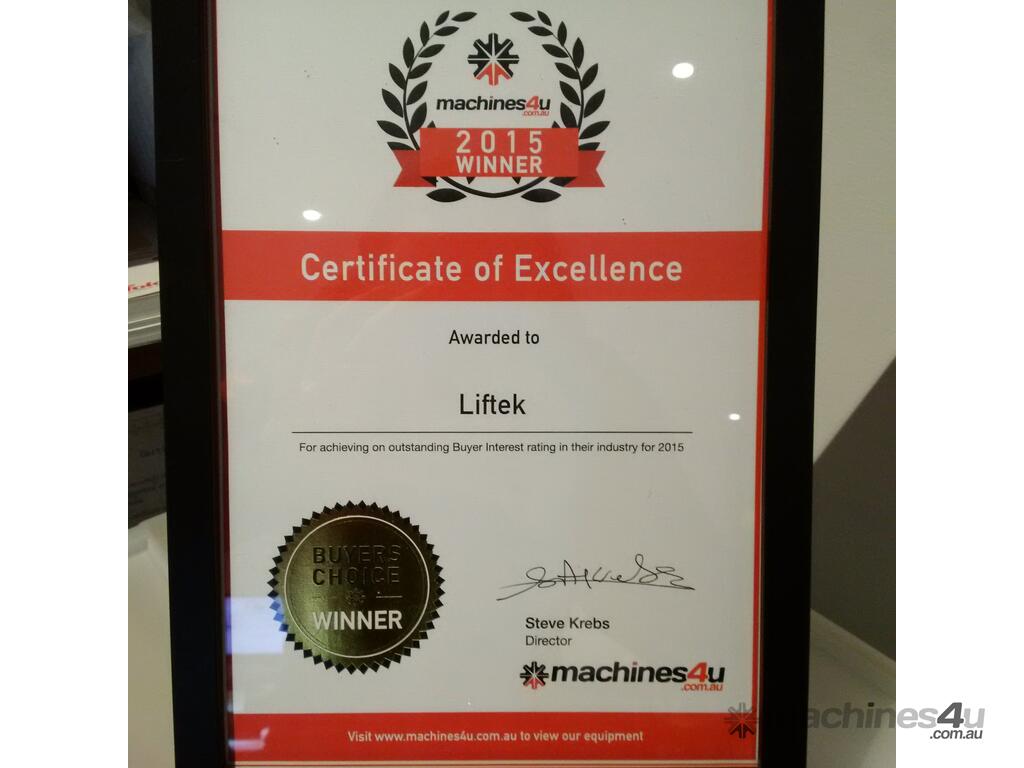 machines4u
.com.au
2015
WINNER
Certificate of Excellence
Awarded to
Liftek
For achieving on outstanding Buyer Interest rating in their industry for 2015
BUYERS
CHOICE
WINNER
Steve Krebs
Director
machines4u
.com.au
Visit www.machines4u.com.au to view our equipment
machines4u
.com.au